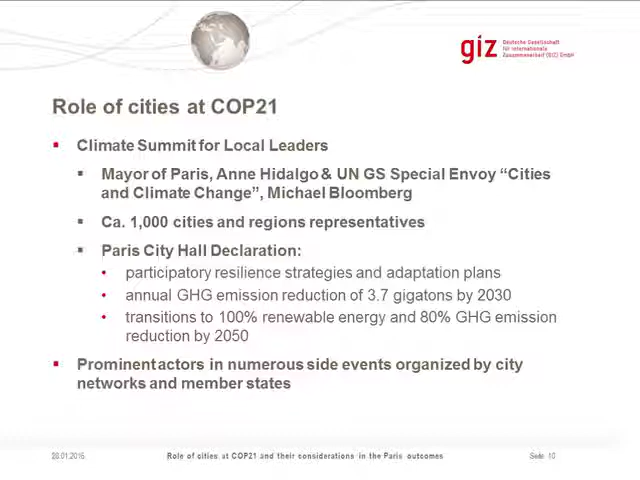 giz
Deutsche Gesellschaft
für Internationale
Zusammenarbeit (GIZ) GmbH
Role of cities at COP21
Climate Summit for Local Leaders
Mayor of Paris, Anne Hidalgo & UN GS Special Envoy “Cities
and Climate Change”, Michael Bloomberg
Ca. 1,000 cities and regions representatives
Paris City Hall Declaration:
participatory resilience strategies and adaptation plans
annual GHG emission reduction of 3.7 gigatons by 2030
transitions to 100% renewable energy and 80% GHG emission
reduction by 2050
Prominent actors in numerous side events organized by city
networks and member states
28.01.2016 Role of cities at COP21 and their considerations in the Paris outcomes Seite 10